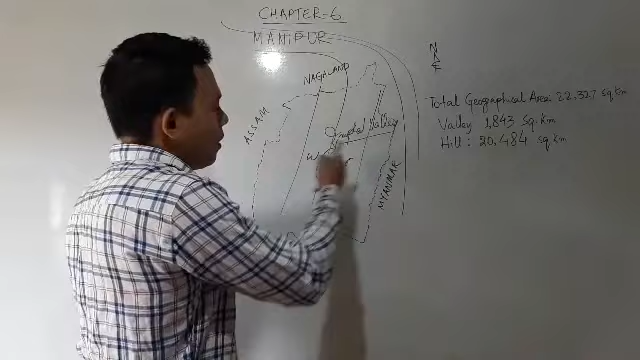 CHAPTER-6
MANIPUR
N
NAGALAND
ASSAM
Total Geographical Area: 22,327 sq.km
Valley 1,843 sq.km
Hill: 20,484 sq km
Imphal Valley
MYANMAR